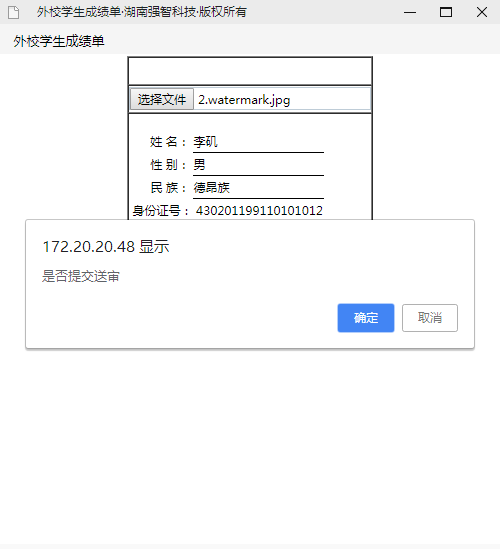 外校学生成绩单·湖南强智科技·版权所有
外校学生成绩单
选择文件 2.watermark.jpg
姓 名： 李矶
性 别： 男
民 族： 德昂族
身份证号： 430201199110101012
172.20.20.48 显示
是否提交送审
确定 取消